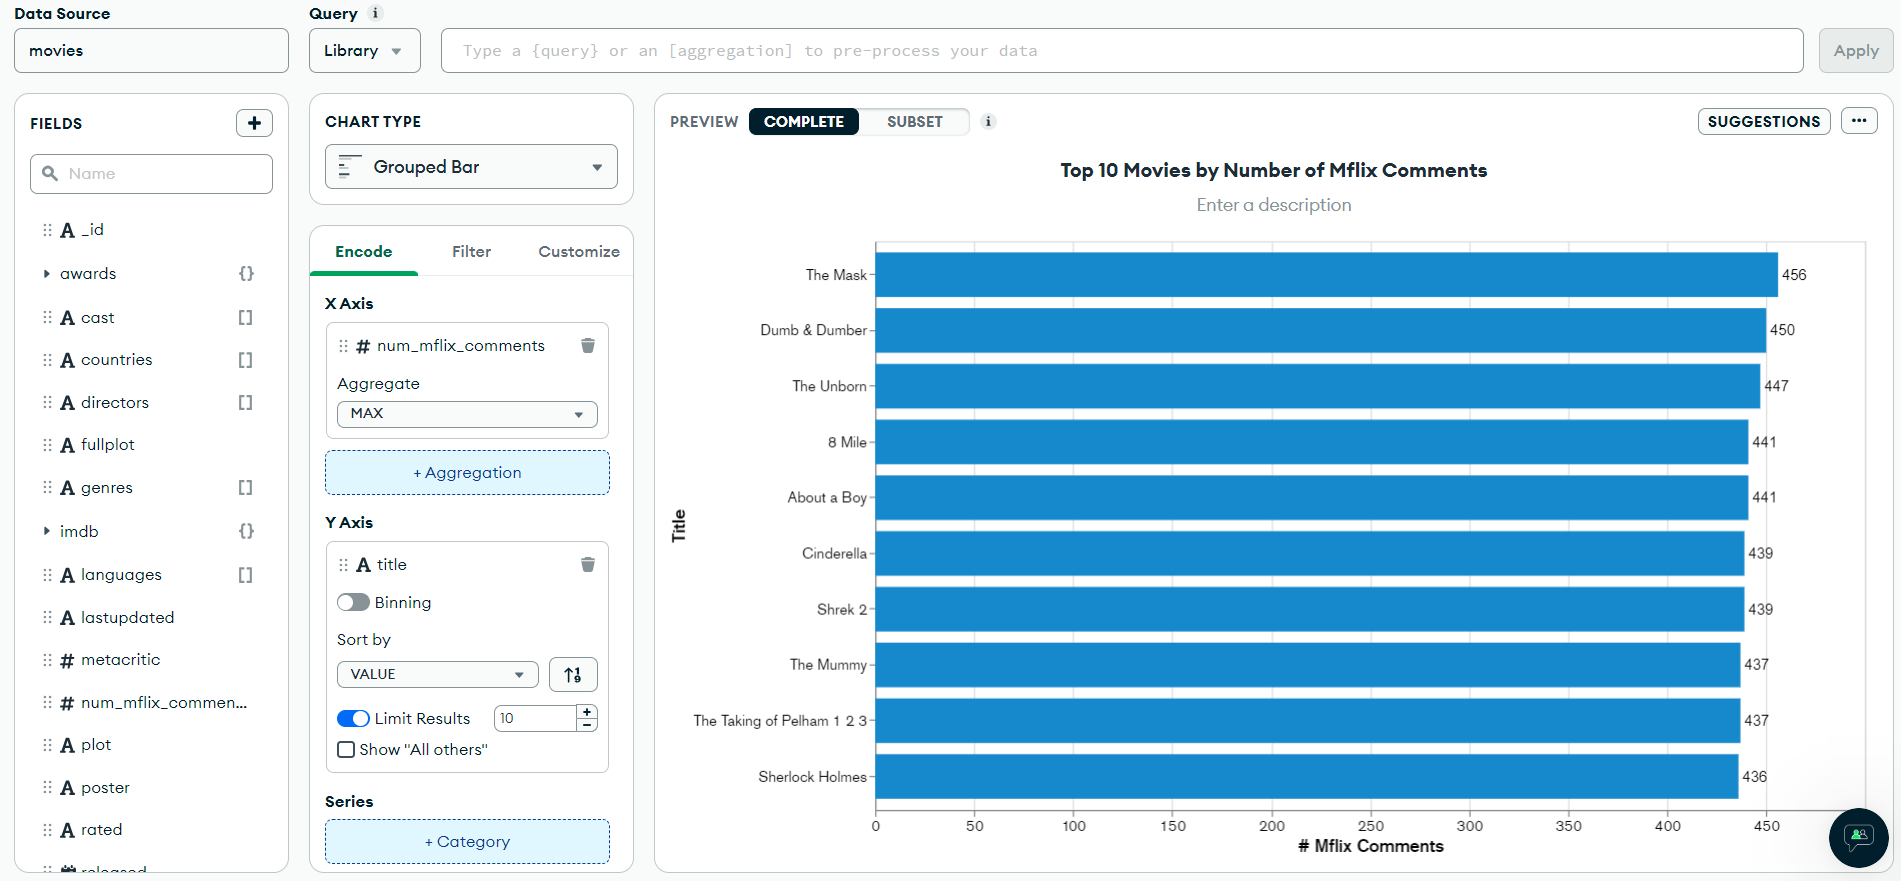 Data Source
movies
Query
Library
Type a {query} or an [aggregation] to pre-process your data
Apply
FIELDS
Name
_id
awards
cast
countries
directors
fullplot
genres
imdb
languages
lastupdated
metacritic
num_mflix_commen...
plot
poster
rated
released
CHART TYPE
Grouped Bar
Encode
Filter
Customize
X Axis
# num_mflix_comments
Aggregate
MAX
+ Aggregation
Y Axis
A title
Binning
Sort by
VALUE
Limit Results
10
Show "All others"
Series
+ Category
PREVIEW
COMPLETE
SUBSET
SUGGESTIONS
Top 10 Movies by Number of Mflix Comments
Enter a description
Title
The Mask 456
Dumb & Dumber 450
The Unborn 447
8 Mile 441
About a Boy 441
Cinderella 439
Shrek 2 439
The Mummy 437
The Taking of Pelham 1 2 3 437
Sherlock Holmes 436
0 50 100 150 200 250 300 350 400 450
# Mflix Comments